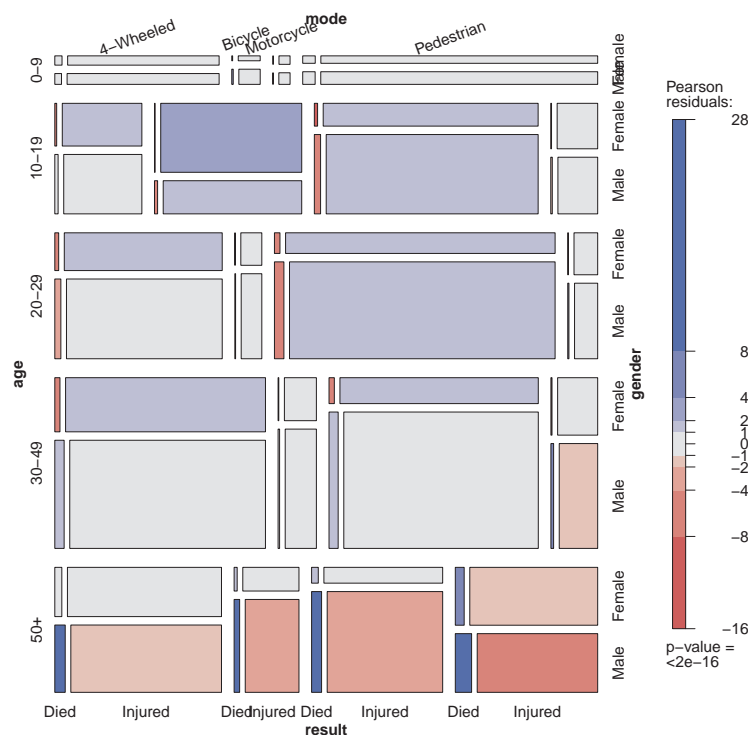 mode
4−Wheeled
Bicycle
Motorcycle
Pedestrian
age
0−9
10−19
20−29
30−49
50+
gender
Female
Male
Female
Male
Female
Male
Female
Male
Female
Male
Died
Injured
Died
Injured
Died
Injured
Died
Injured
result
Pearson
residuals:
28
8
4
2
1
0
−1
−2
−4
−8
−16
p−value =
<2e−16